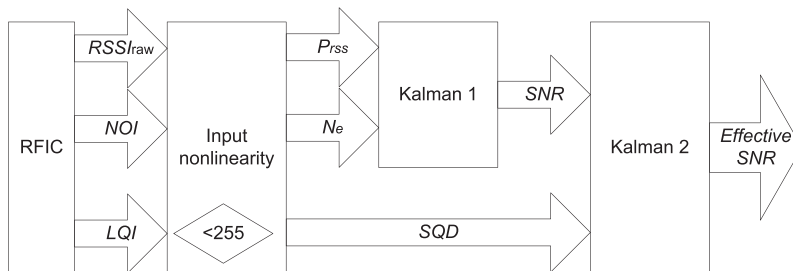 RFIC
RSSIraw
NOI
LQI
Input
nonlinearity
<255
Prss
Ne
SQD
Kalman 1
SNR
Kalman 2
Effective
SNR